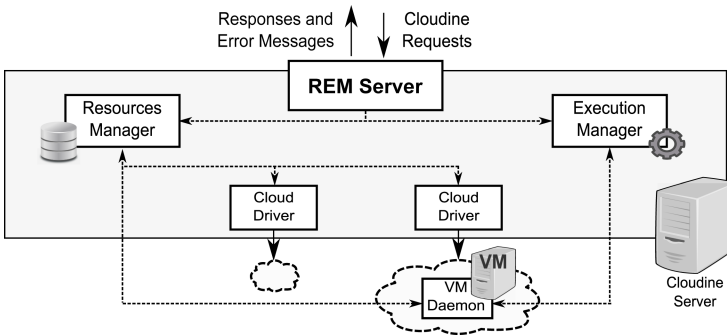 Responses and
Error Messages
Cloudine
Requests
REM Server
Resources
Manager
Execution
Manager
Cloud
Driver
Cloud
Driver
VM
VM
Daemon
Cloudine
Server